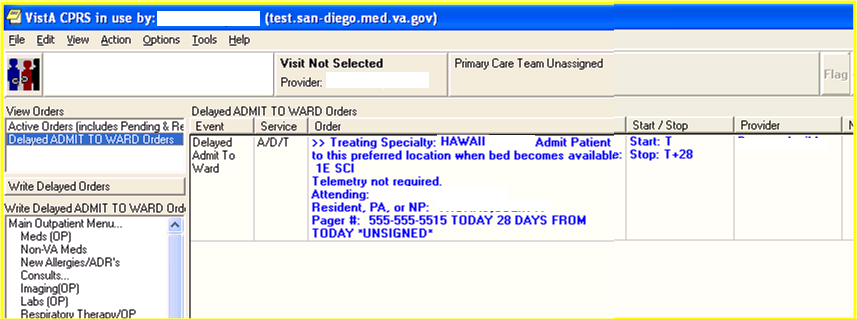 VistA CPRS in use by: (test.san-diego.med.va.gov)
File Edit View Action Options Tools Help
Visit Not Selected
Provider:
Primary Care Team Unassigned
Flag
View Orders
Active Orders (includes Pending & Re
Delayed ADMIT TO WARD Orders
Write Delayed Orders
Write Delayed ADMIT TO WARD Orde
Main Outpatient Menu...
Meds (OP)
Non-VA Meds
New Allergies/ADR's
Consults...
Imaging(OP)
Labs (OP)
Respiratory Therapy/OP
Delayed ADMIT TO WARD Orders
Event Service Order Start / Stop Provider
Delayed
Admit To
Ward
A/D/T
>> Treating Specialty: HAWAII Admit Patient
to this preferred location when bed becomes available:
1E SCI
Telemetry not required.
Attending:
Resident, PA, or NP:
Pager #: 555-555-5515 TODAY 28 DAYS FROM
TODAY *UNSIGNED*
Start: T
Stop: T+28